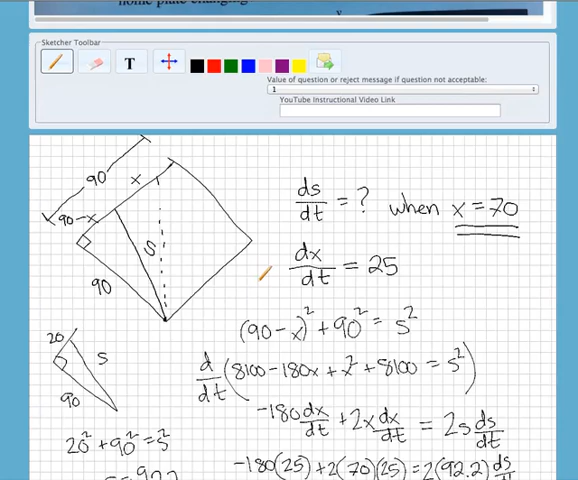 home plate changing
Sketcher Toolbar
T
Value of question or reject message if question not acceptable:
1
YouTube Instructional Video Link
90
x
90-x
S
90
ds/dt = ? when x = 70
dx/dt = 25
(90-x)² + 90² = s²
d/dt (8100 - 180x + x² + 8100 = s²)
20
S
90
-180 dx/dt + 2x dx/dt = 2s ds/dt
20² + 90² = s²
-180(25) + 2(70)(25) = 2(92.2) ds/